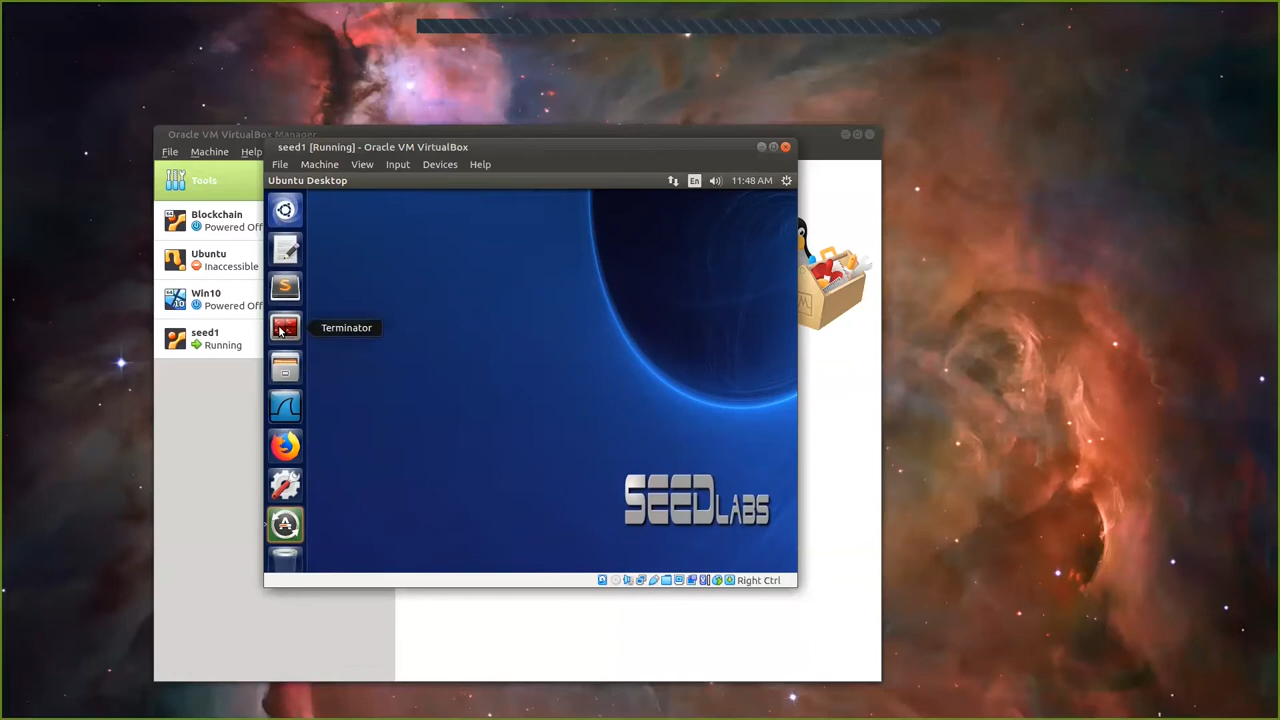 Oracle VM VirtualBox Manager
File Machine Help
seed1 [Running] - Oracle VM VirtualBox
File Machine View Input Devices Help
Ubuntu Desktop
En 11:48 AM
Tools
Blockchain
Powered Off
Ubuntu
Inaccessible
Win10
Powered Off
seed1
Running
Terminator
SEEDLABS
Right Ctrl